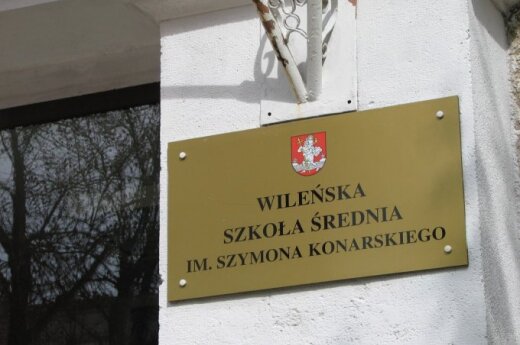 WILEŃSKA
SZKOŁA ŚREDNIA
IM. SZYMONA KONARSKIEGO